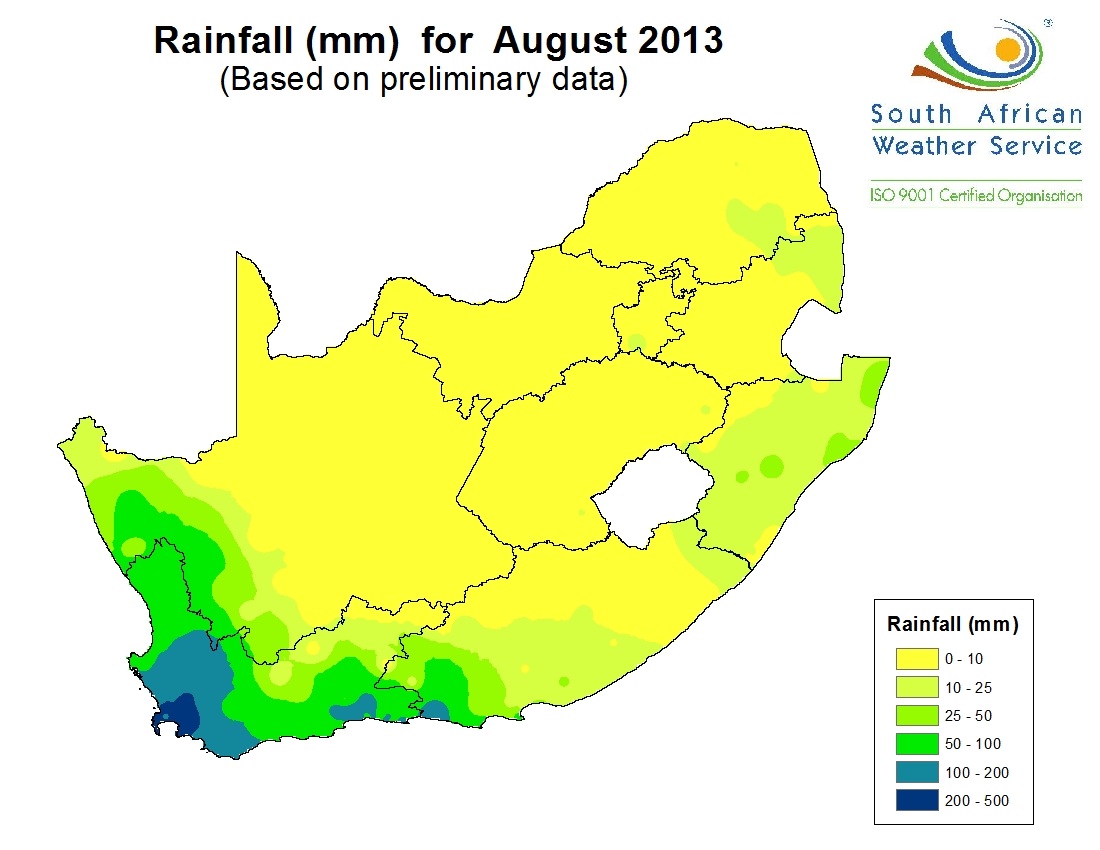 Rainfall (mm) for August 2013
(Based on preliminary data)
South African
Weather Service
ISO 9001 Certified Organisation
Rainfall (mm)
0 - 10
10 - 25
25 - 50
50 - 100
100 - 200
200 - 500